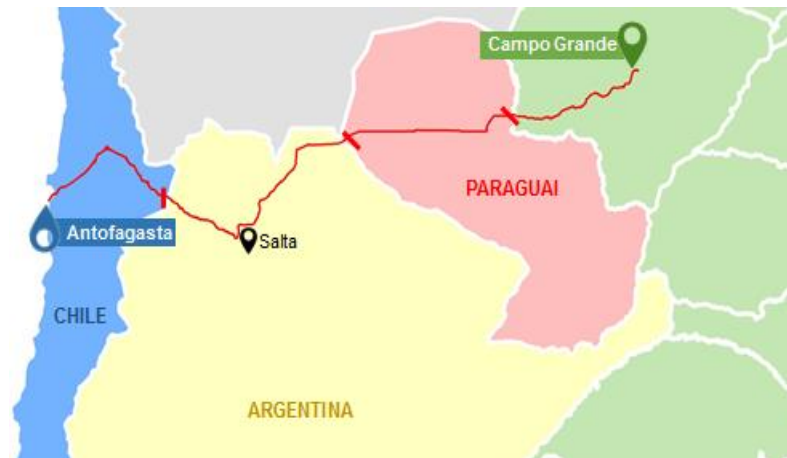 Campo Grande
PARAGUAI
Antofagasta
Salta
CHILE
ARGENTINA